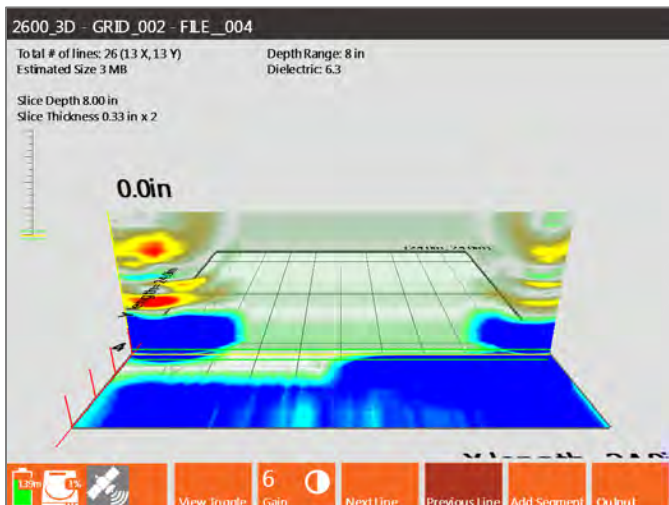 2600_3D - GRID_002 - FILE__004
Total # of lines: 26 (13 X, 13 Y)
Depth Range: 8 in
Estimated Size 3 MB
Dielectric: 6.3
Slice Depth 8.00 in
Slice Thickness 0.33 in x 2
0.0in
139m
1%
View Toggle
6
Gain
Next Line
Previous Line
Add Segment
Output